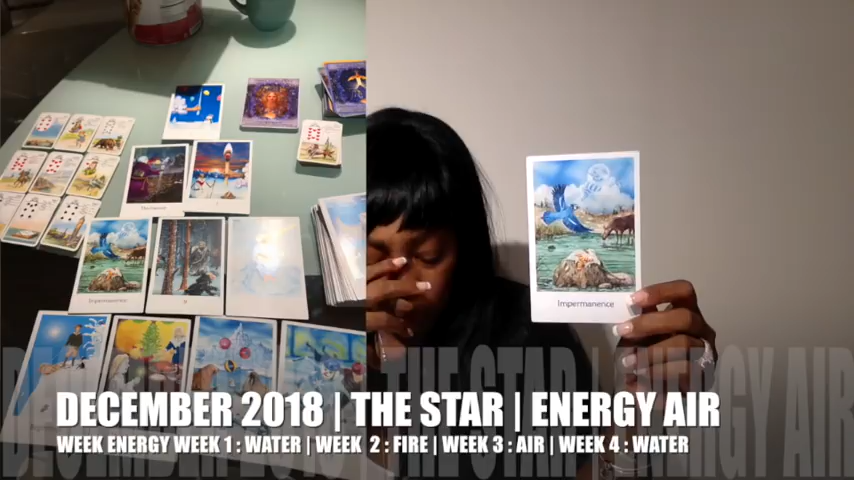 Impermanence
Impermanence
DECEMBER 2018 | THE STAR | ENERGY AIR
WEEK ENERGY WEEK 1 : WATER | WEEK 2 : FIRE | WEEK 3 : AIR | WEEK 4 : WATER